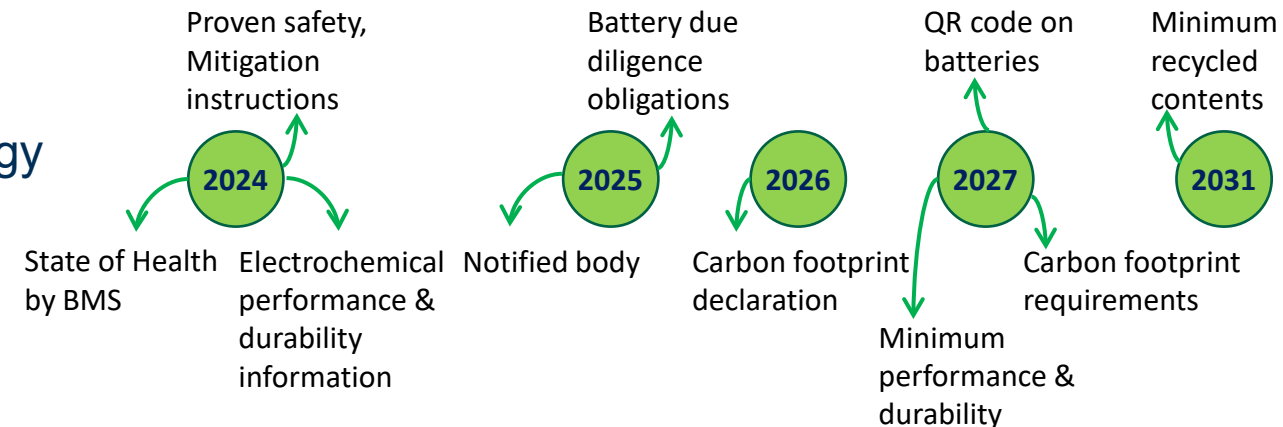 Proven safety,
Mitigation
instructions
Battery due
diligence
obligations
QR code on
batteries
Minimum
recycled
contents
gy
2024
2025
2026
2027
2031
State of Health
by BMS
Electrochemical
performance &
durability
information
Notified body
Carbon footprint
declaration
Minimum
performance &
durability
Carbon footprint
requirements